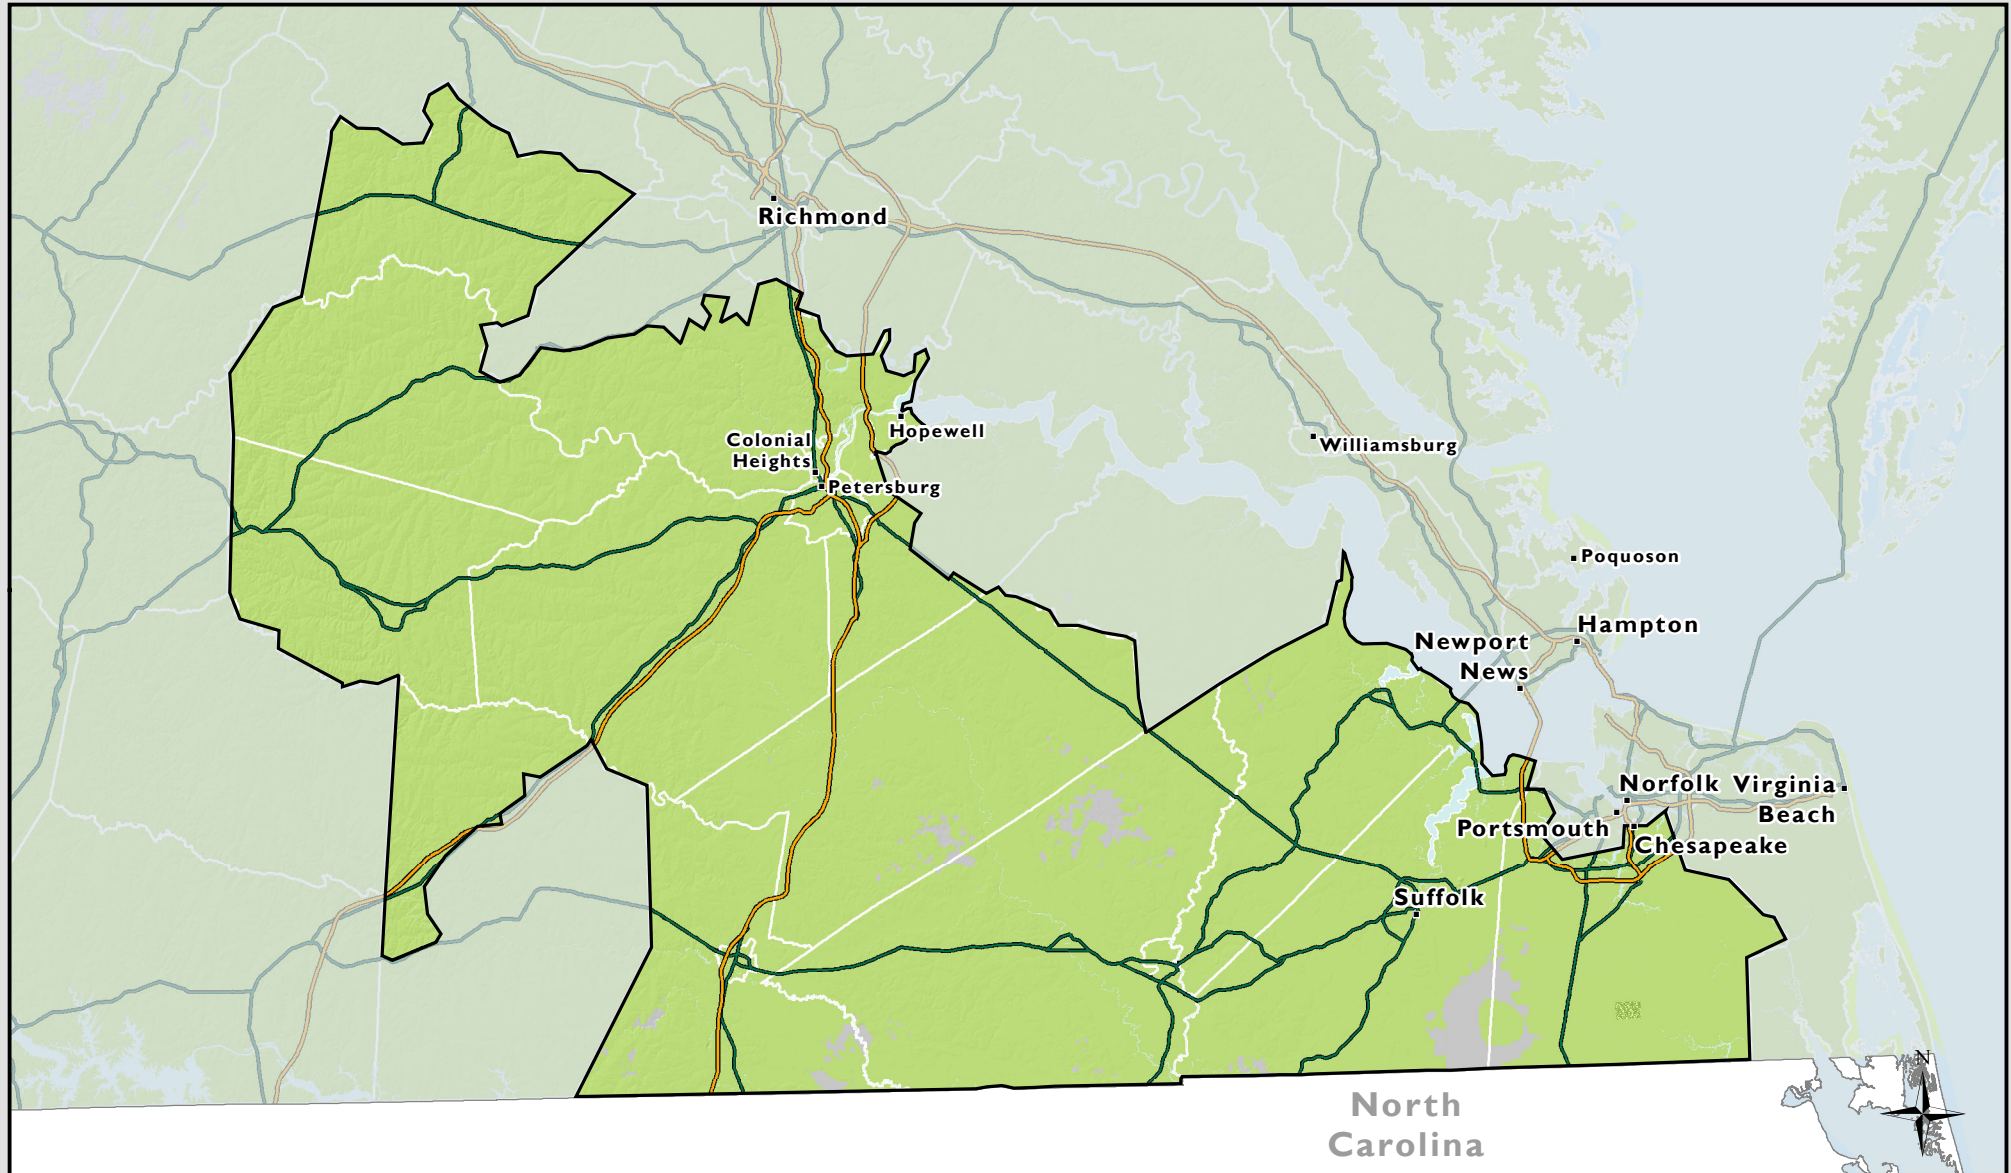 Richmond
Colonial
Heights
Hopewell
Petersburg
Williamsburg
Poquoson
Hampton
Newport
News
Norfolk
Virginia
Beach
Portsmouth
Chesapeake
Suffolk
North
Carolina
N